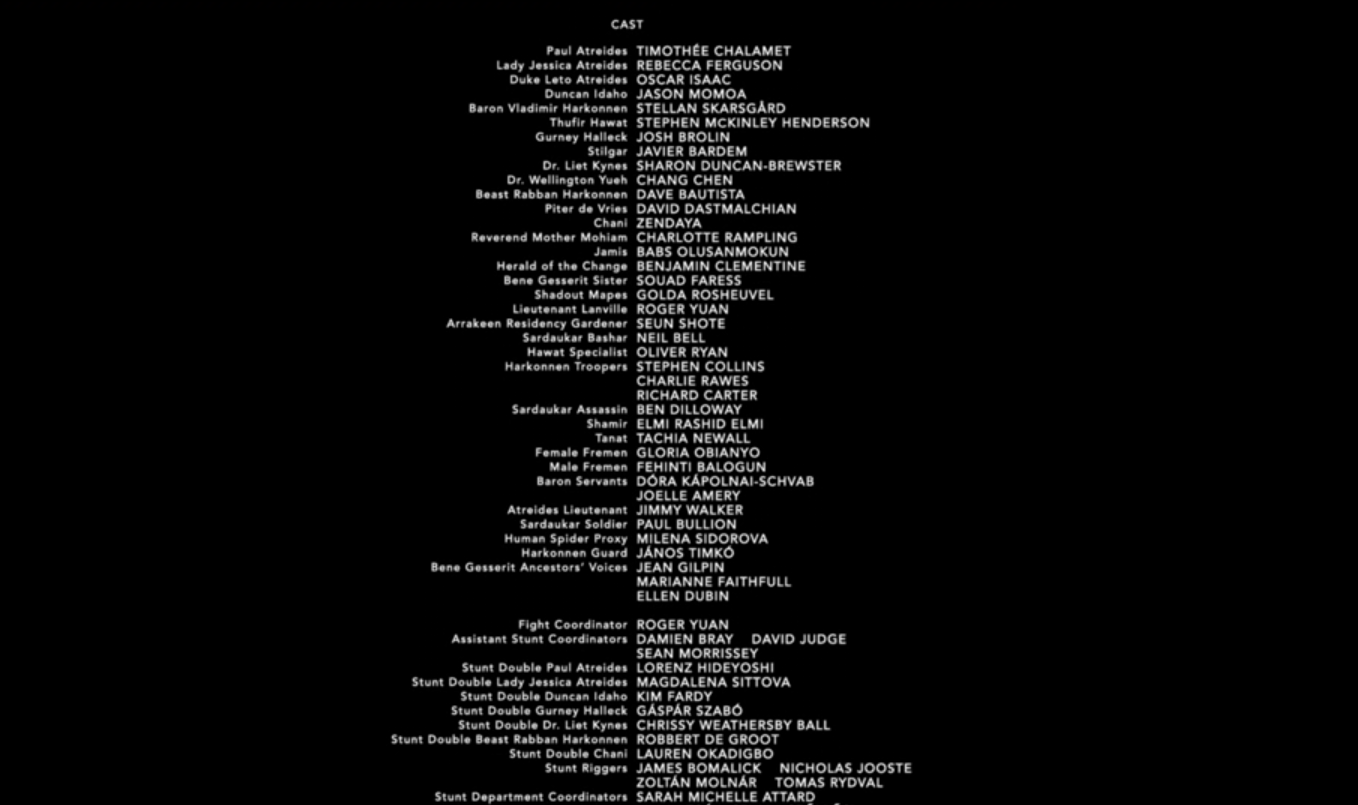 CAST
Paul Atreides TIMOTHÉE CHALAMET
Lady Jessica Atreides REBECCA FERGUSON
Duke Leto Atreides OSCAR ISAAC
Duncan Idaho JASON MOMOA
Baron Vladimir Harkonnen STELLAN SKARSGÅRD
Thufir Hawat STEPHEN MCKINLEY HENDERSON
Gurney Halleck JOSH BROLIN
Stilgar JAVIER BARDEM
Dr. Liet Kynes SHARON DUNCAN-BREWSTER
Dr. Wellington Yueh CHANG CHEN
Beast Rabban Harkonnen DAVE BAUTISTA
Piter de Vries DAVID DASTMALCHIAN
Chani ZENDAYA
Reverend Mother Mohiam CHARLOTTE RAMPLING
Jamis BABS OLUSANMOKUN
Herald of the Change BENJAMIN CLEMENTINE
Bene Gesserit Sister SOUAD FARESS
Shadout Mapes GOLDA ROSHEUVEL
Lieutenant Lanville ROGER YUAN
Arrakeen Residency Gardener SEUN SHOTE
Sardaukar Bashar NEIL BELL
Hawat Specialist OLIVER RYAN
Harkonnen Troopers STEPHEN COLLINS
CHARLIE RAWES
RICHARD CARTER
Sardaukar Assassin BEN DILLOWAY
Shamir ELMI RASHID ELMI
Tanat TACHIA NEWALL
Female Fremen GLORIA OBIANYO
Male Fremen FEHINTI BALOGUN
Baron Servants DÓRA KÁPOLNAI-SCHVAB
JOELLE AMERY
Atreides Lieutenant JIMMY WALKER
Sardaukar Soldier PAUL BULLION
Human Spider Proxy MILENA SIDOROVA
Harkonnen Guard JÁNOS TIMKÓ
Bene Gesserit Ancestors' Voices JEAN GILPIN
MARIANNE FAITHFULL
ELLEN DUBIN
Fight Coordinator ROGER YUAN
Assistant Stunt Coordinators DAMIEN BRAY DAVID JUDGE
SEAN MORRISSEY
Stunt Double Paul Atreides LORENZ HIDEYOSHI
Stunt Double Lady Jessica Atreides MAGDALENA SITTOVA
Stunt Double Duncan Idaho KIM FARDY
Stunt Double Gurney Halleck GÁSPÁR SZABÓ
Stunt Double Dr. Liet Kynes CHRISSY WEATHERSBY BALL
Stunt Double Beast Rabban Harkonnen ROBBERT DE GROOT
Stunt Double Chani LAUREN OKADIGBO
Stunt Riggers JAMES BOMALICK NICHOLAS JOOSTE
ZOLTÁN MOLNÁR TOMAS RYDVAL
Stunt Department Coordinators SARAH MICHELLE ATTARD